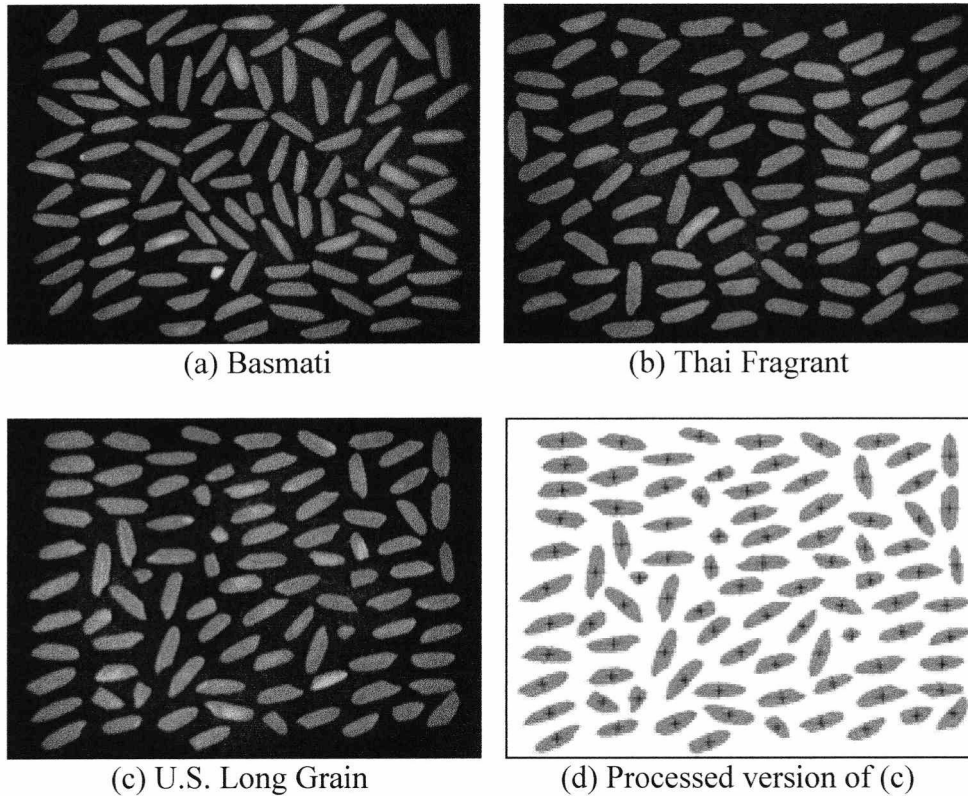 (a) Basmati
(b) Thai Fragrant
(c) U.S. Long Grain
(d) Processed version of (c)